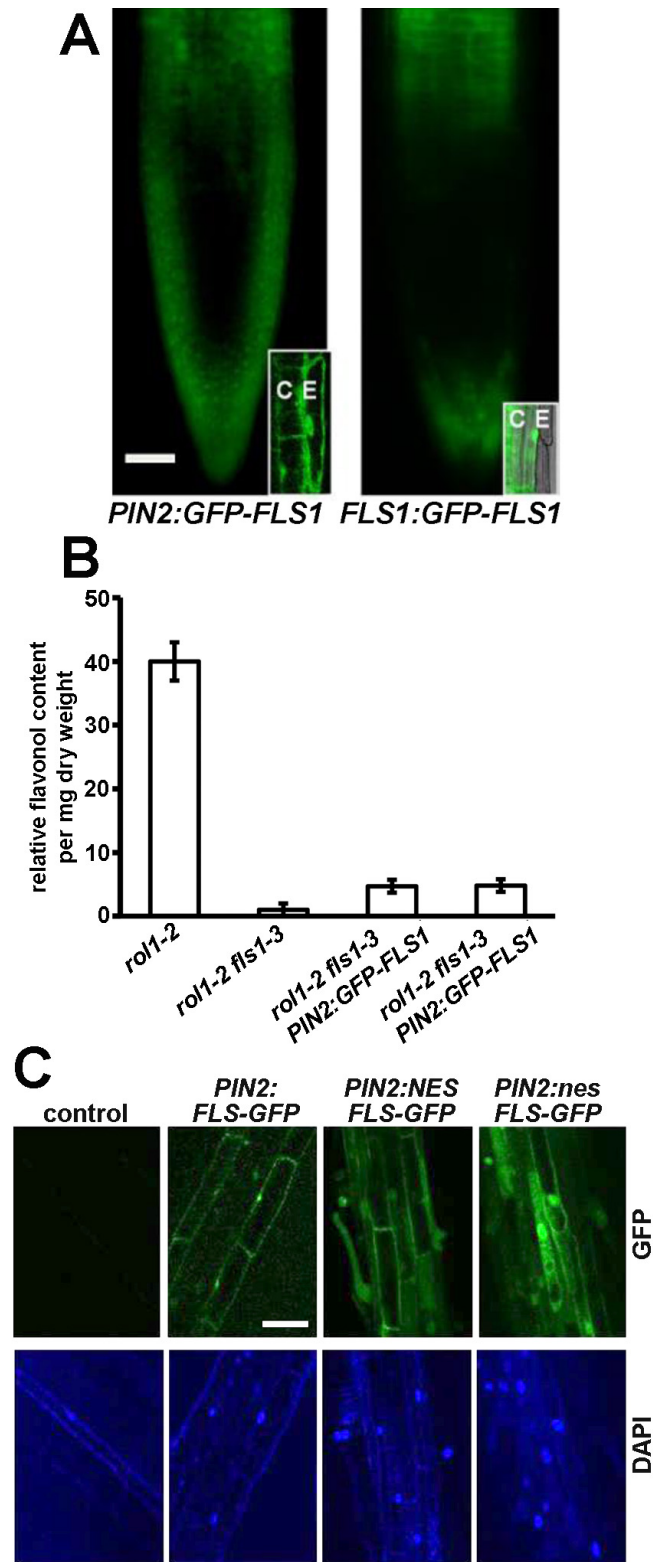 A
C E
C E
PIN2:GFP-FLS1 FLS1:GFP-FLS1
B
relative flavonol content
per mg dry weight
50
40
30
20
10
0
rol1-2
rol1-2 fls1-3
rol1-2 fls1-3
PIN2:GFP-FLS1
rol1-2 fls1-3
PIN2:GFP-FLS1
C
control
PIN2:
FLS-GFP
PIN2:NES
FLS-GFP
PIN2:nes
FLS-GFP
GFP
DAPI